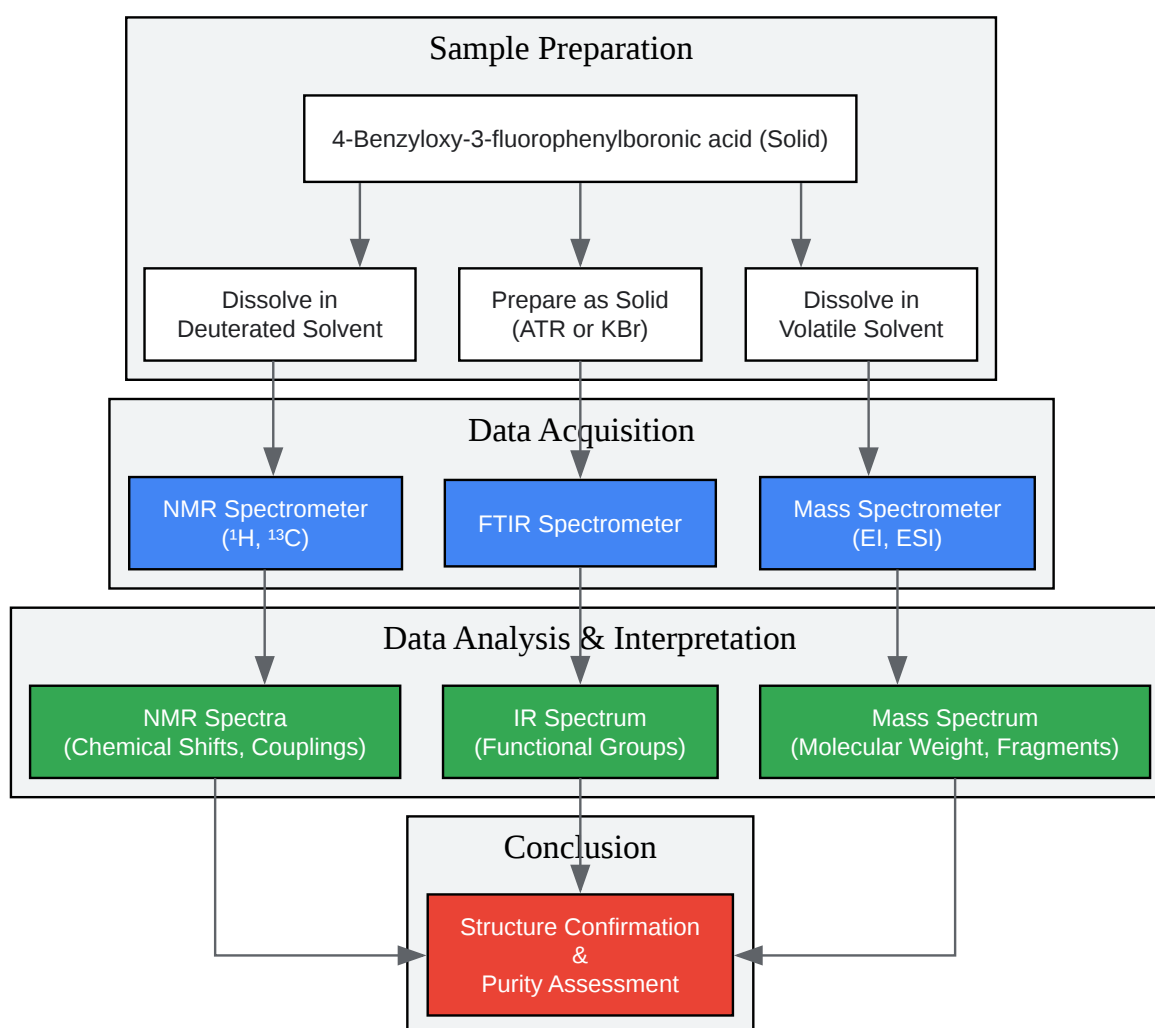 Sample Preparation
4-Benzyloxy-3-fluorophenylboronic acid (Solid)
Dissolve in
Deuterated Solvent
Prepare as Solid
(ATR or KBr)
Dissolve in
Volatile Solvent
Data Acquisition
NMR Spectrometer
(¹H, ¹³C)
FTIR Spectrometer
Mass Spectrometer
(EI, ESI)
Data Analysis & Interpretation
NMR Spectra
(Chemical Shifts, Couplings)
IR Spectrum
(Functional Groups)
Mass Spectrum
(Molecular Weight, Fragments)
Conclusion
Structure Confirmation
&
Purity Assessment